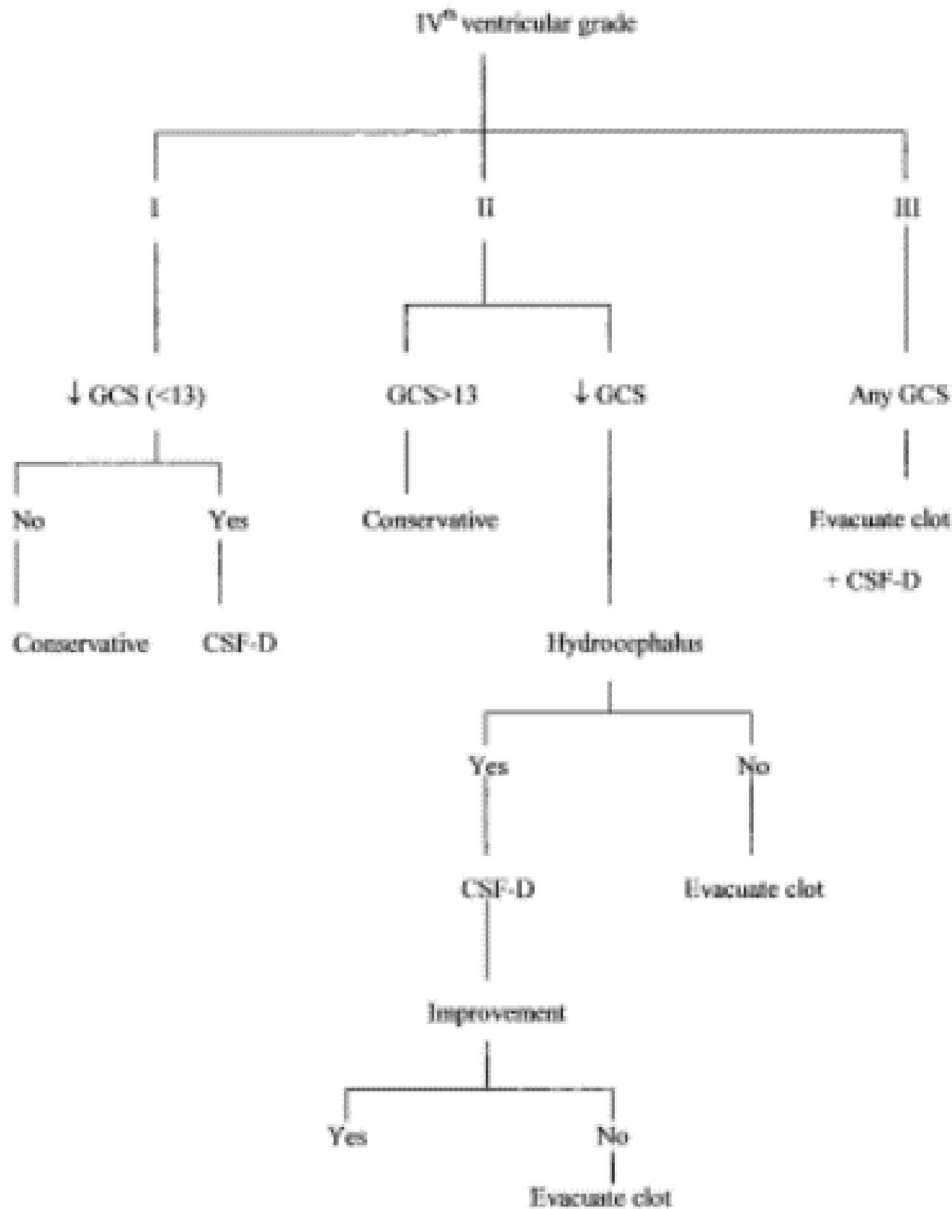 IVth ventricular grade
I
II
III
↓ GCS (<13)
GCS>13
↓ GCS
Any GCS
No
Yes
Conservative
Evacuate clot
+ CSF-D
Conservative
CSF-D
Hydrocephalus
Yes
No
CSF-D
Evacuate clot
Improvement
Yes
No
Evacuate clot